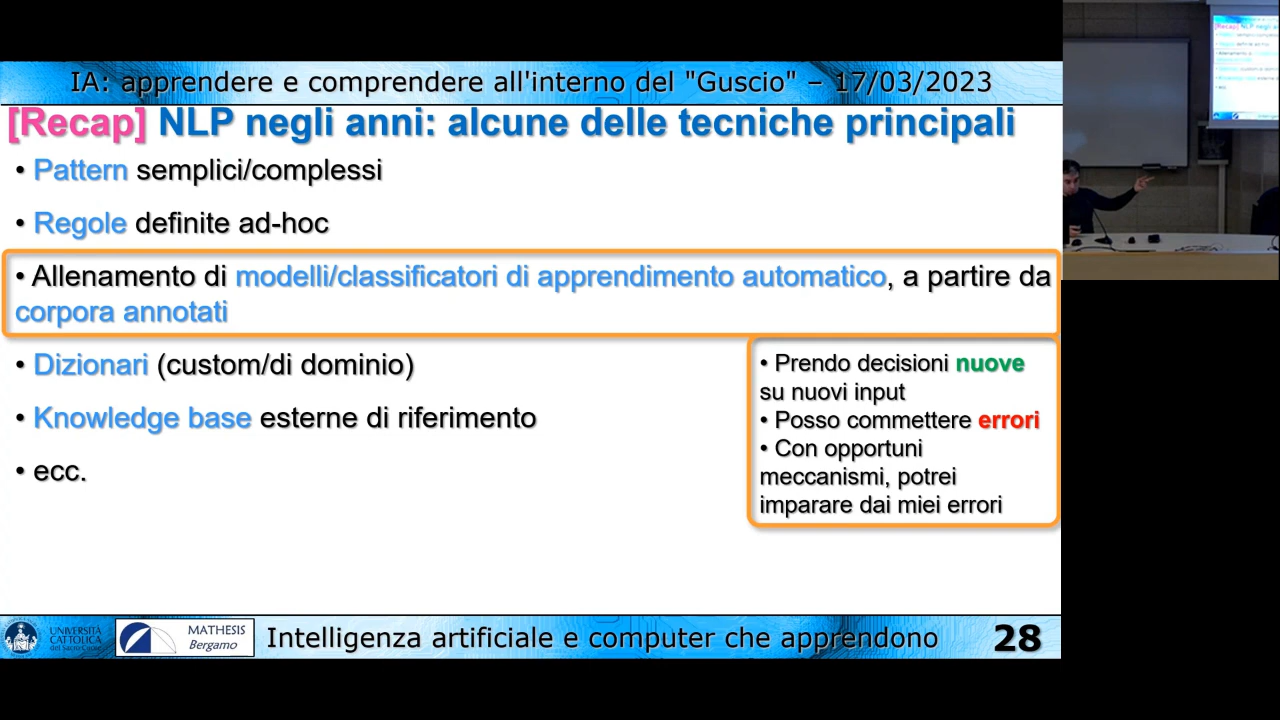 IA: apprendere e comprendere all'interno del "Guscio" – 17/03/2023
[Recap] NLP negli anni: alcune delle tecniche principali
• Pattern semplici/complessi
• Regole definite ad-hoc
• Allenamento di modelli/classificatori di apprendimento automatico, a partire da
corpora annotati
• Dizionari (custom/di dominio)
• Knowledge base esterne di riferimento
• ecc.
• Prendo decisioni nuove
su nuovi input
• Posso commettere errori
• Con opportuni
meccanismi, potrei
imparare dai miei errori
UNIVERSITÀ
CATTOLICA
del Sacro Cuore
MATHESIS
Bergamo
Intelligenza artificiale e computer che apprendono
28